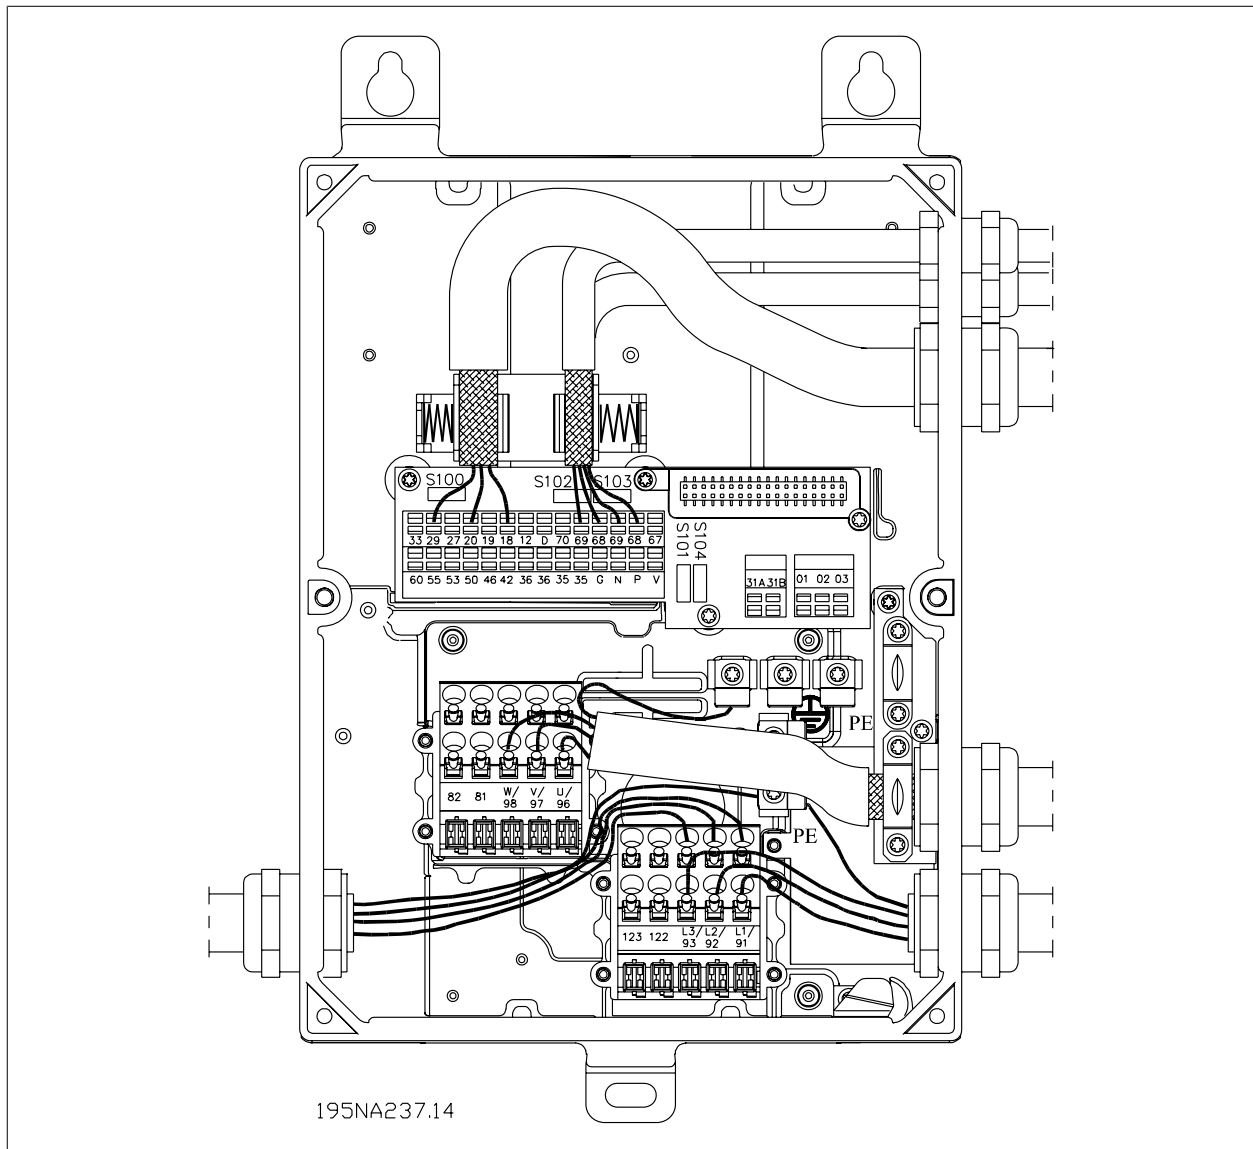 S100
S102
S103
33 29 27 20 19 18 12 D 70 69 68 69 68 67
60 55 53 50 46 42 36 36 35 35 G N P V
S101
S104
31A 31B
01 02 03
PE
82 81 W/98 V/97 U/96
PE
123 122 L3/93 L2/92 L1/91
195NA237.14